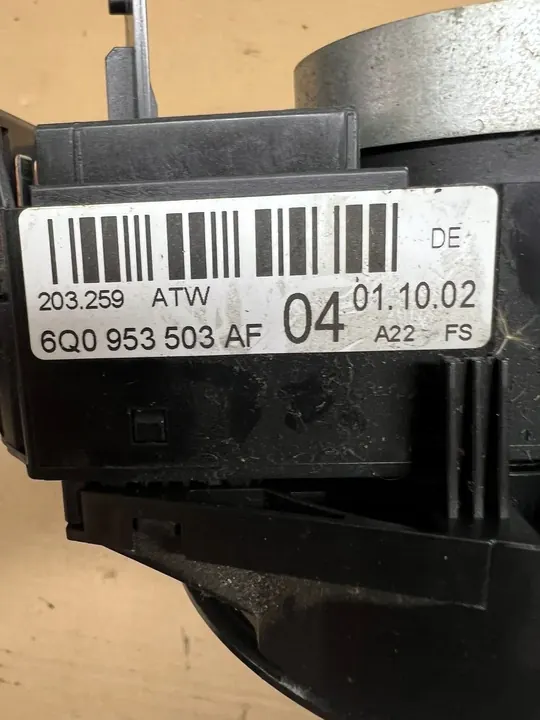 DE
203.259 ATW 04 01.10.02
6Q0 953 503 AF A22 FS